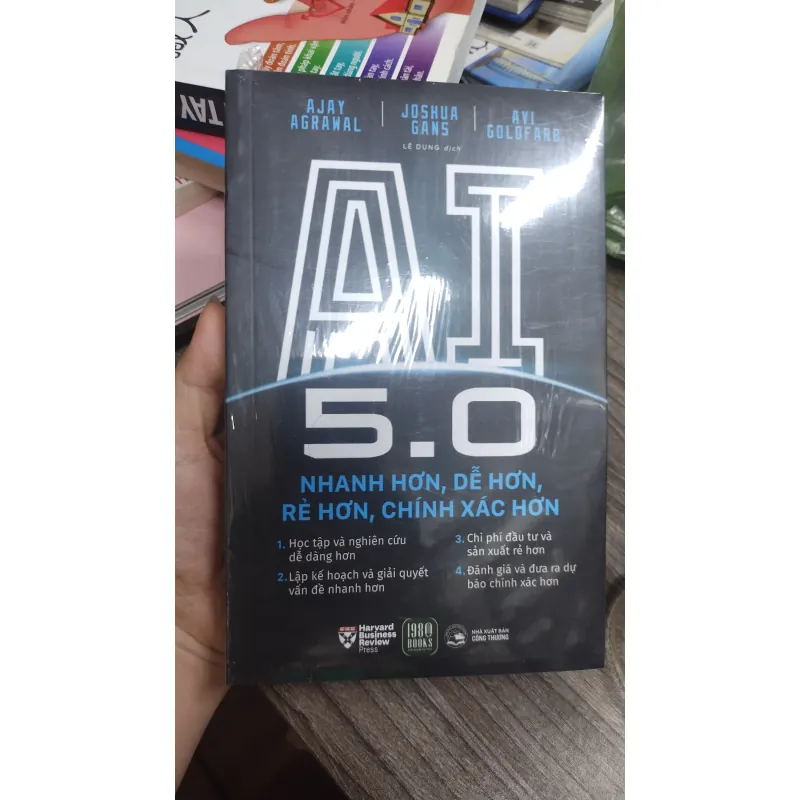 AJAY
AGRAWAL
JOSHUA
GANS
AVI
GOLDFARB
LÊ DUNG dịch
AI
5.0
NHANH HƠN, DỄ HƠN,
RẺ HƠN, CHÍNH XÁC HƠN
1. Học tập và nghiên cứu
dễ dàng hơn
2. Lập kế hoạch và giải quyết
vấn đề nhanh hơn
3. Chi phí đầu tư và
sản xuất rẻ hơn
4. Đánh giá và đưa ra dự
báo chính xác hơn
Harvard
Business
Review
Press
1980
BOOKS
NHÀ XUẤT BẢN
CÔNG THƯƠNG
TAY